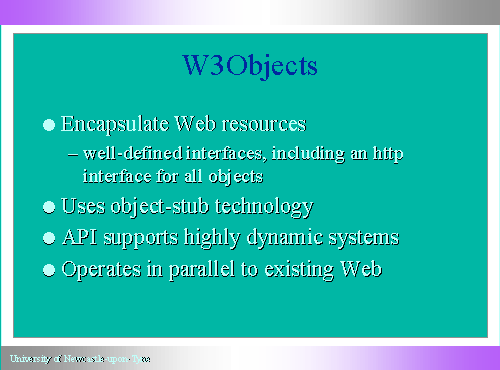 W3Objects
● Encapsulate Web resources
– well-defined interfaces, including an http
interface for all objects
● Uses object-stub technology
● API supports highly dynamic systems
● Operates in parallel to existing Web
University of Newcastle upon Tyne